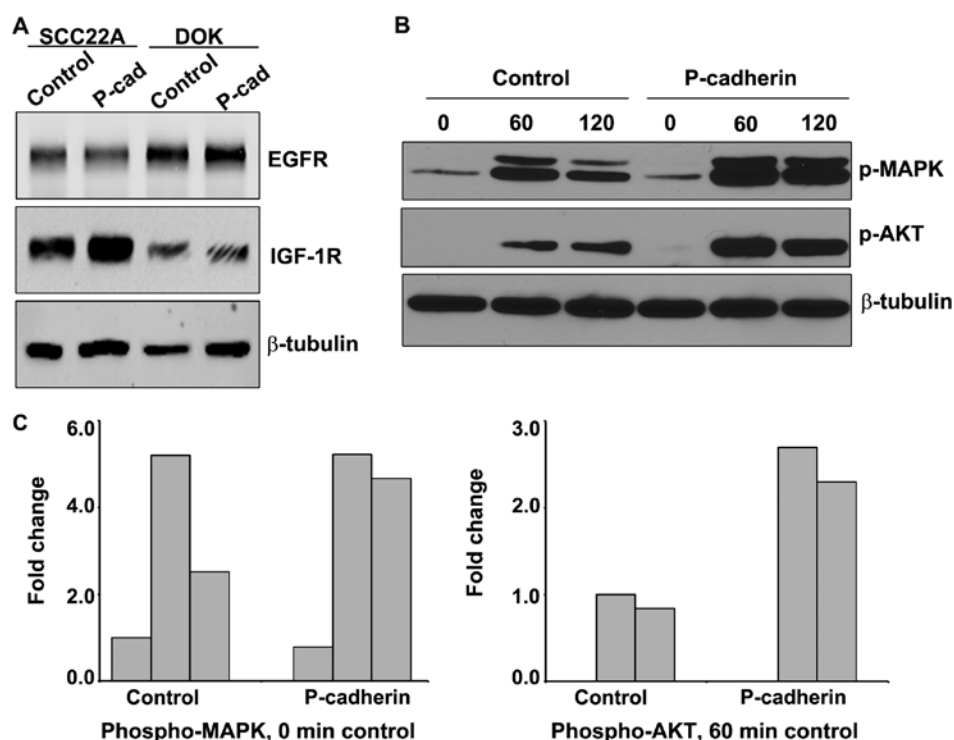 A
SCC22A DOK
Control P-cad Control P-cad
EGFR
IGF-1R
β-tubulin
B
Control P-cadherin
0 60 120 0 60 120
p-MAPK
p-AKT
β-tubulin
C
6.0
4.0
2.0
0.0
Fold change
Control P-cadherin
Phospho-MAPK, 0 min control
3.0
2.0
1.0
0.0
Fold change
Control P-cadherin
Phospho-AKT, 60 min control